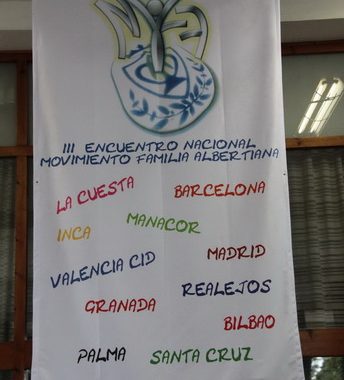 III ENCUENTRO NACIONAL
MOVIMIENTO FAMILIA ALBERTIANA
LA CUESTA
BARCELONA
MANACOR
INCA
MADRID
VALENCIA CID
REALEJOS
GRANADA
BILBAO
PALMA
SANTA CRUZ